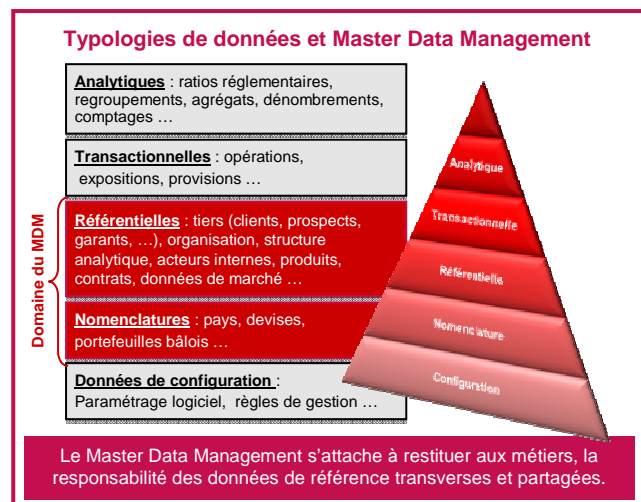 Typologies de données et Master Data Management
Analytiques : ratios réglementaires,
regroupements, agrégats, dénombrements,
comptages …
Transactionnelles : opérations,
expositions, provisions …
Domaine du MDM
Référentielles : tiers (clients, prospects,
garants, …), organisation, structure
analytique, acteurs internes, produits,
contrats, données de marché …
Nomenclatures : pays, devises,
portefeuilles bâlois …
Données de configuration :
Paramétrage logiciel, règles de gestion …
Analytique
Transactionnelle
Référentielle
Nomenclature
Configuration
Le Master Data Management s’attache à restituer aux métiers, la
responsabilité des données de référence transverses et partagées.